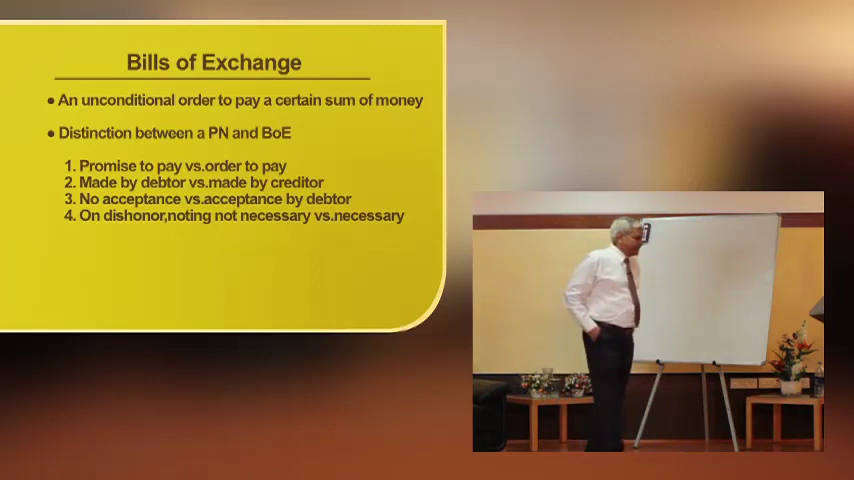 Bills of Exchange
● An unconditional order to pay a certain sum of money
● Distinction between a PN and BoE
1. Promise to pay vs.order to pay
2. Made by debtor vs.made by creditor
3. No acceptance vs.acceptance by debtor
4. On dishonor,noting not necessary vs.necessary